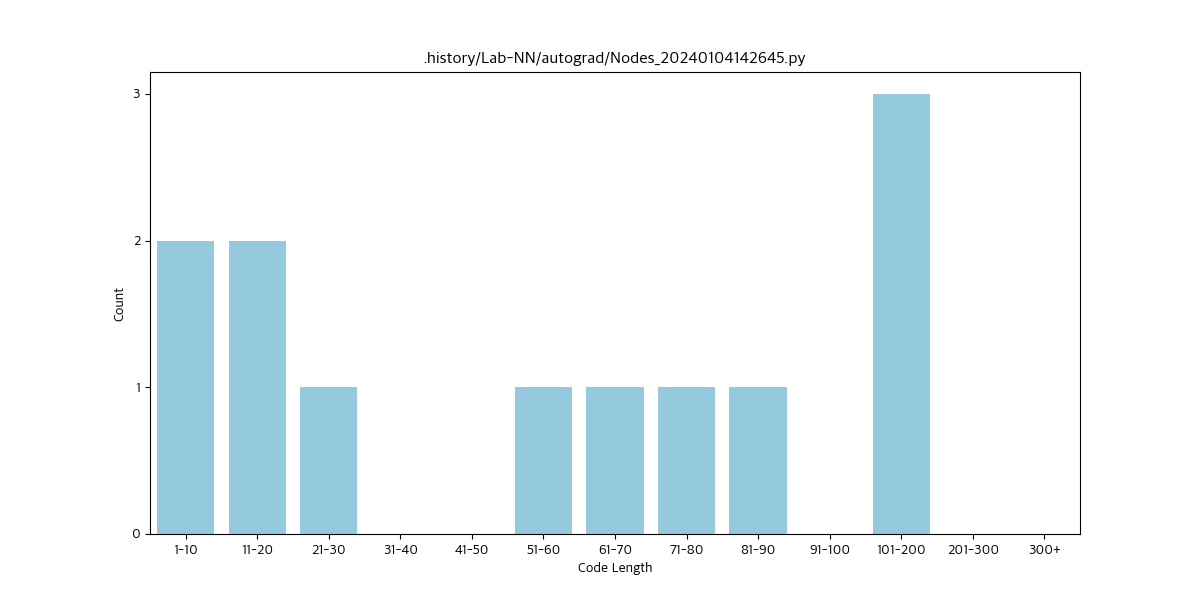 .history/Lab-NN/autograd/Nodes_20240104142645.py
3
2
1
0
Count
1-10 11-20 21-30 31-40 41-50 51-60 61-70 71-80 81-90 91-100 101-200 201-300 300+
Code Length